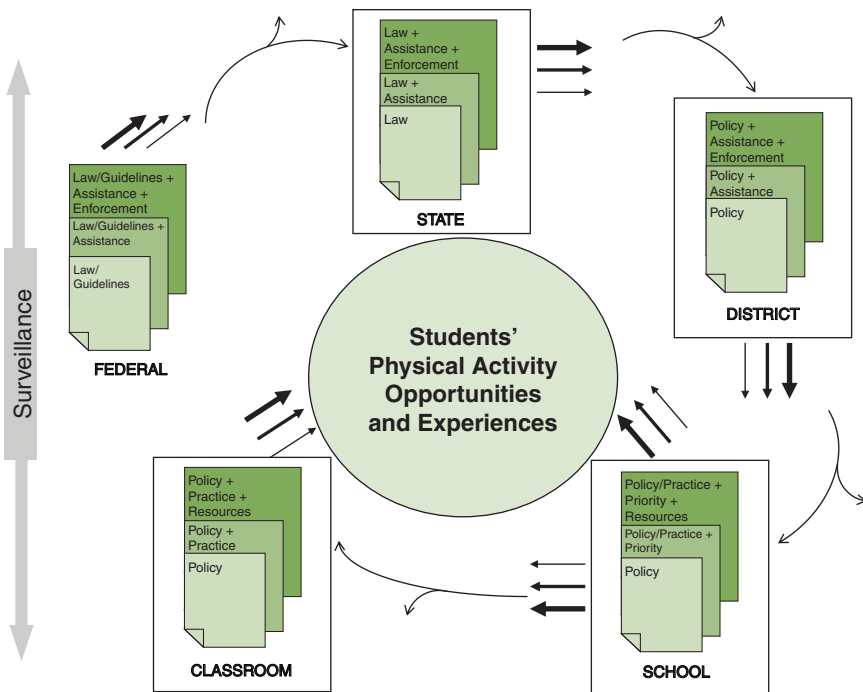 Surveillance
Law/Guidelines +
Assistance +
Enforcement
Law/Guidelines +
Assistance
Law/
Guidelines
FEDERAL
Law +
Assistance +
Enforcement
Law +
Assistance
Law
STATE
Policy +
Assistance +
Enforcement
Policy +
Assistance
Policy
DISTRICT
Students'
Physical Activity
Opportunities
and Experiences
Policy +
Practice +
Resources
Policy +
Practice
Policy
CLASSROOM
Policy/Practice +
Priority +
Resources
Policy/Practice +
Priority
Policy
SCHOOL